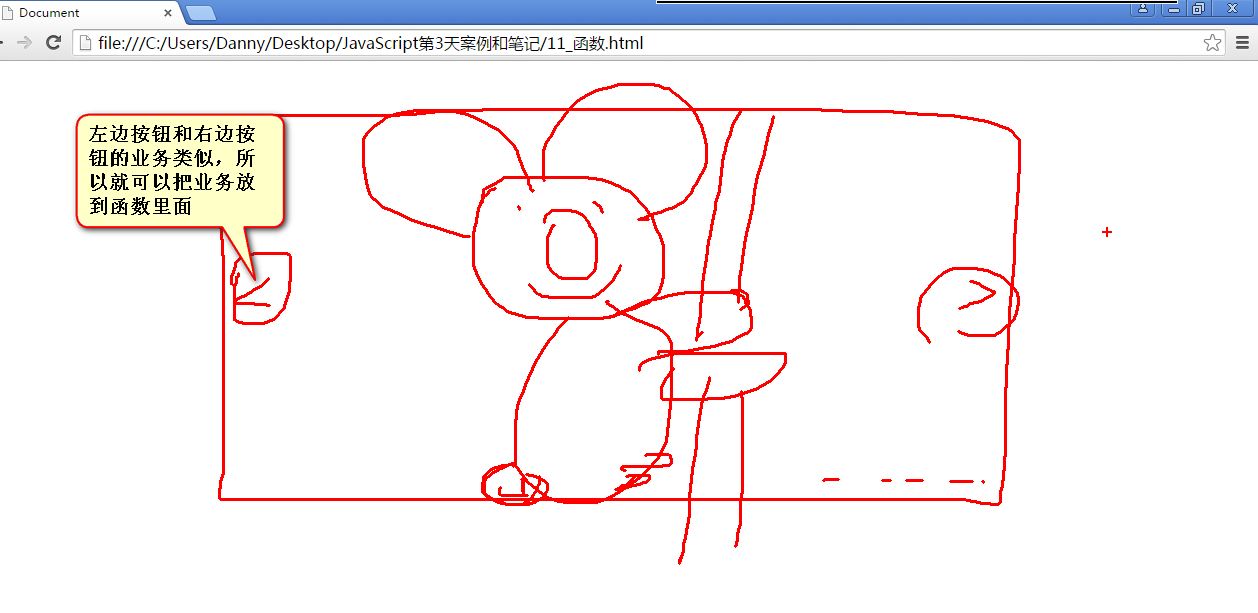 Document
file:///C:/Users/Danny/Desktop/JavaScript第3天案例和笔记/11_函数.html
左边按钮和右边按
钮的业务类似，所
以就可以把业务放
到函数里面